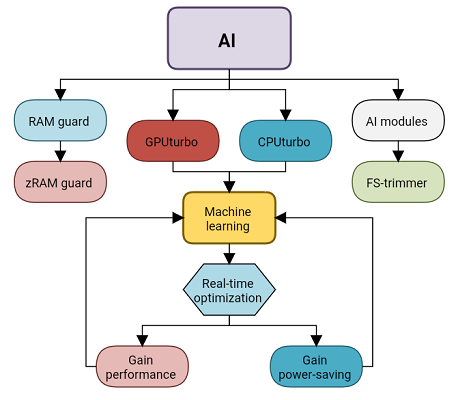 AI
RAM guard
GPUturbo
CPUturbo
AI modules
zRAM guard
FS-trimmer
Machine
learning
Real-time
optimization
Gain
performance
Gain
power-saving